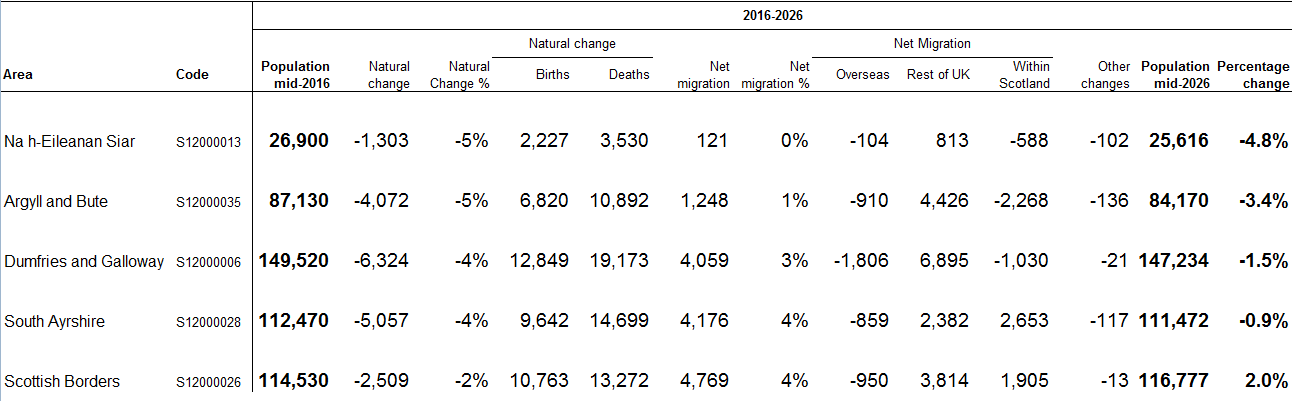 2016-2026
Natural change Net Migration
Area Code Population mid-2016 Natural change Natural Change % Births Deaths Net migration Net migration % Overseas Rest of UK Within Scotland Other changes Population mid-2026 Percentage change
Na h-Eileanan Siar S12000013 26,900 -1,303 -5% 2,227 3,530 121 0% -104 813 -588 -102 25,616 -4.8%
Argyll and Bute S12000035 87,130 -4,072 -5% 6,820 10,892 1,248 1% -910 4,426 -2,268 -136 84,170 -3.4%
Dumfries and Galloway S12000006 149,520 -6,324 -4% 12,849 19,173 4,059 3% -1,806 6,895 -1,030 -21 147,234 -1.5%
South Ayrshire S12000028 112,470 -5,057 -4% 9,642 14,699 4,176 4% -859 2,382 2,653 -117 111,472 -0.9%
Scottish Borders S12000026 114,530 -2,509 -2% 10,763 13,272 4,769 4% -950 3,814 1,905 -13 116,777 2.0%